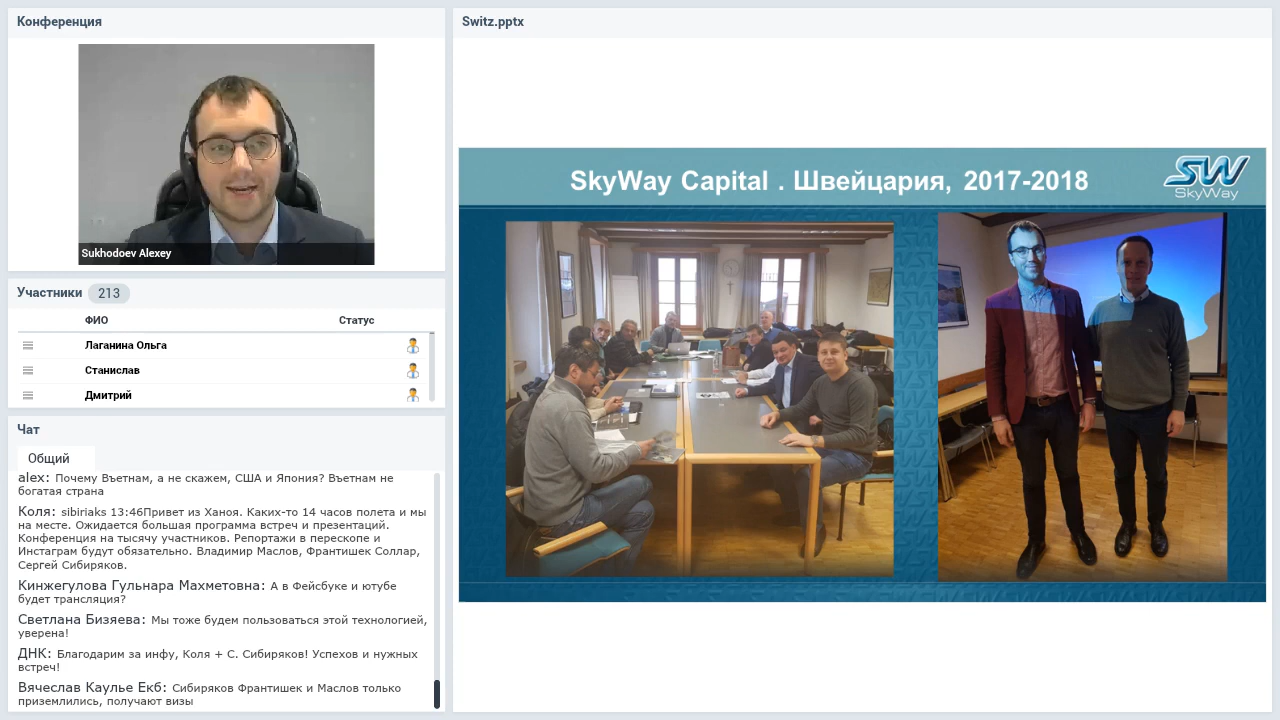 Конференция
Sukhodoev Alexey
Участники 213
ФИО Статус
Лаганина Ольга
Станислав
Дмитрий
Чат
Общий
alex: Почему Въетнам, а не скажем, США и Япония? Въетнам не
богатая страна
Коля: sibiriaks 13:46Привет из Ханоя. Каких-то 14 часов полета и мы
на месте. Ожидается большая программа встреч и презентаций.
Конференция на тысячу участников. Репортажи в перескопе и
Инстаграм будут обязательно. Владимир Маслов, Франтишек Соллар,
Сергей Сибиряков.
Кинжегулова Гульнара Махметовна: А в Фейсбуке и ютубе
будет трансляция?
Светлана Бизяева: Мы тоже будем пользоваться этой технологией,
уверена!
ДНК: Благодарим за инфу, Коля + С. Сибиряков! Успехов и нужных
встреч!
Вячеслав Каулье Екб: Сибиряков Франтишек и Маслов только
приземлились, получают визы
Switz.pptx
SkyWay Capital . Швейцария, 2017-2018
SW
SkyWay